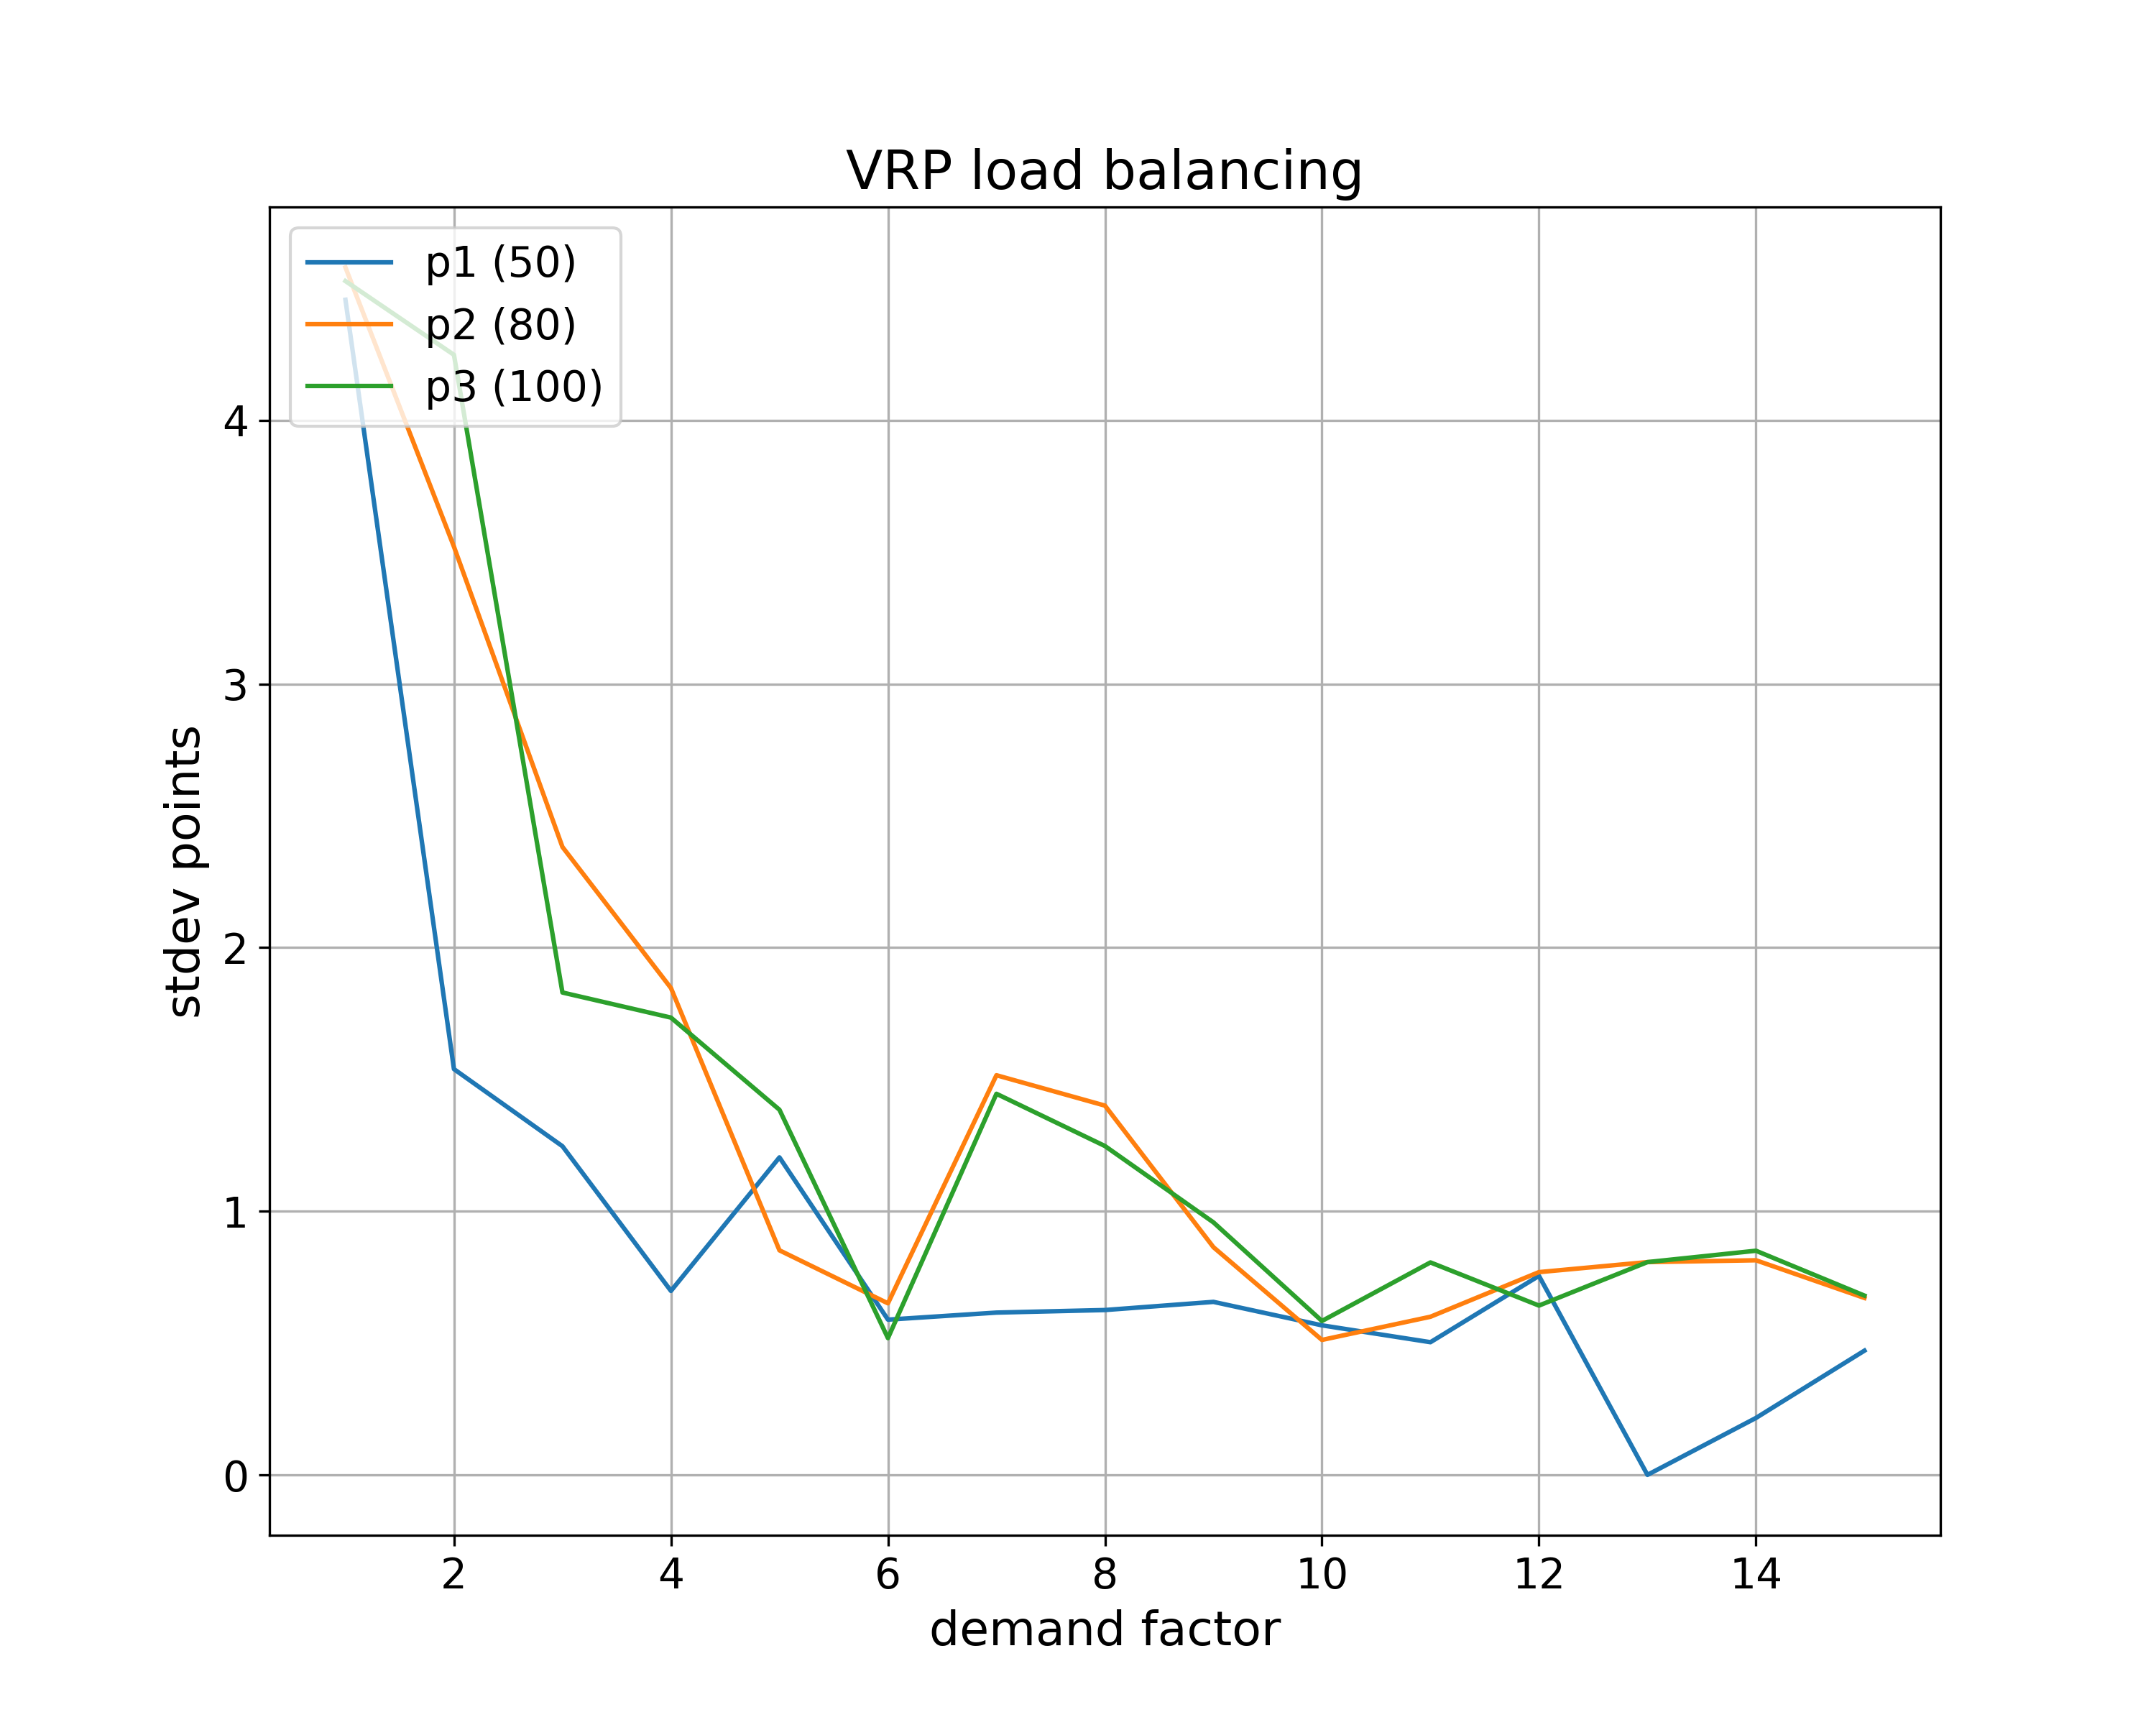 VRP load balancing
p1 (50)
p2 (80)
p3 (100)
4
3
2
1
0
stdev points
2 4 6 8 10 12 14
demand factor